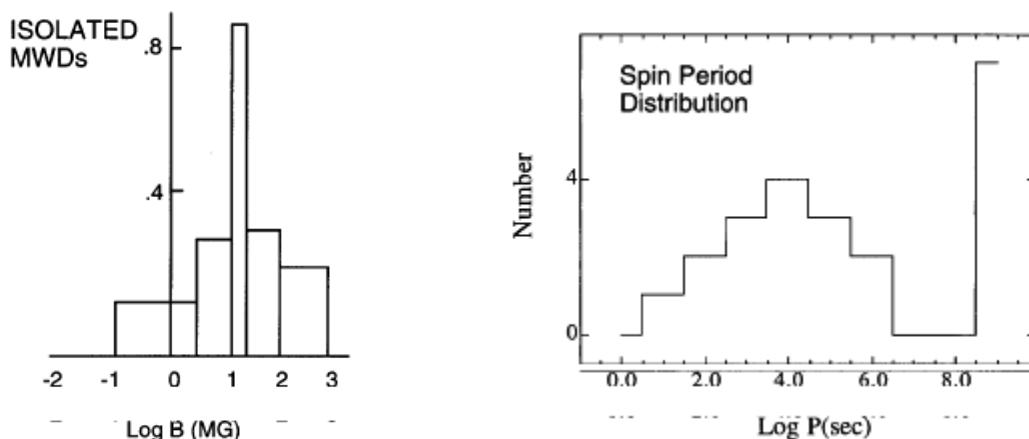 ISOLATED
MWDs
.8
.4
-2 -1 0 1 2 3
Log B (MG)
Spin Period
Distribution
Number
4
0
0.0 2.0 4.0 6.0 8.0
Log P(sec)